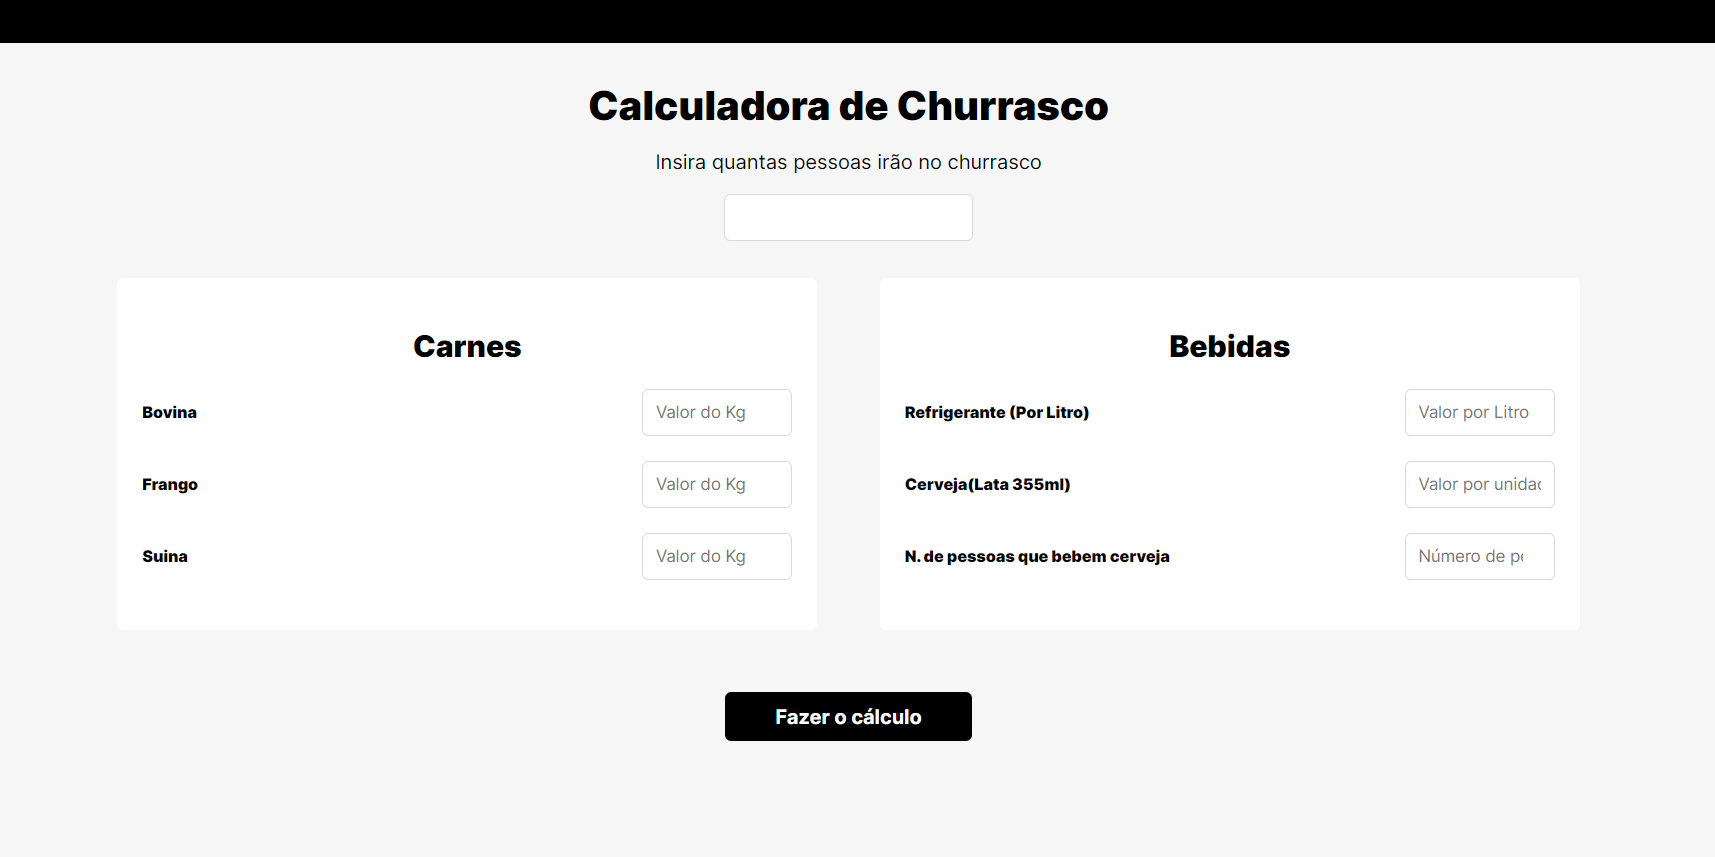 Calculadora de Churrasco
Insira quantas pessoas irão no churrasco
Carnes
Bovina
Valor do Kg
Frango
Valor do Kg
Suina
Valor do Kg
Bebidas
Refrigerante (Por Litro)
Valor por Litro
Cerveja(Lata 355ml)
Valor por unidad
N. de pessoas que bebem cerveja
Número de pe
Fazer o cálculo